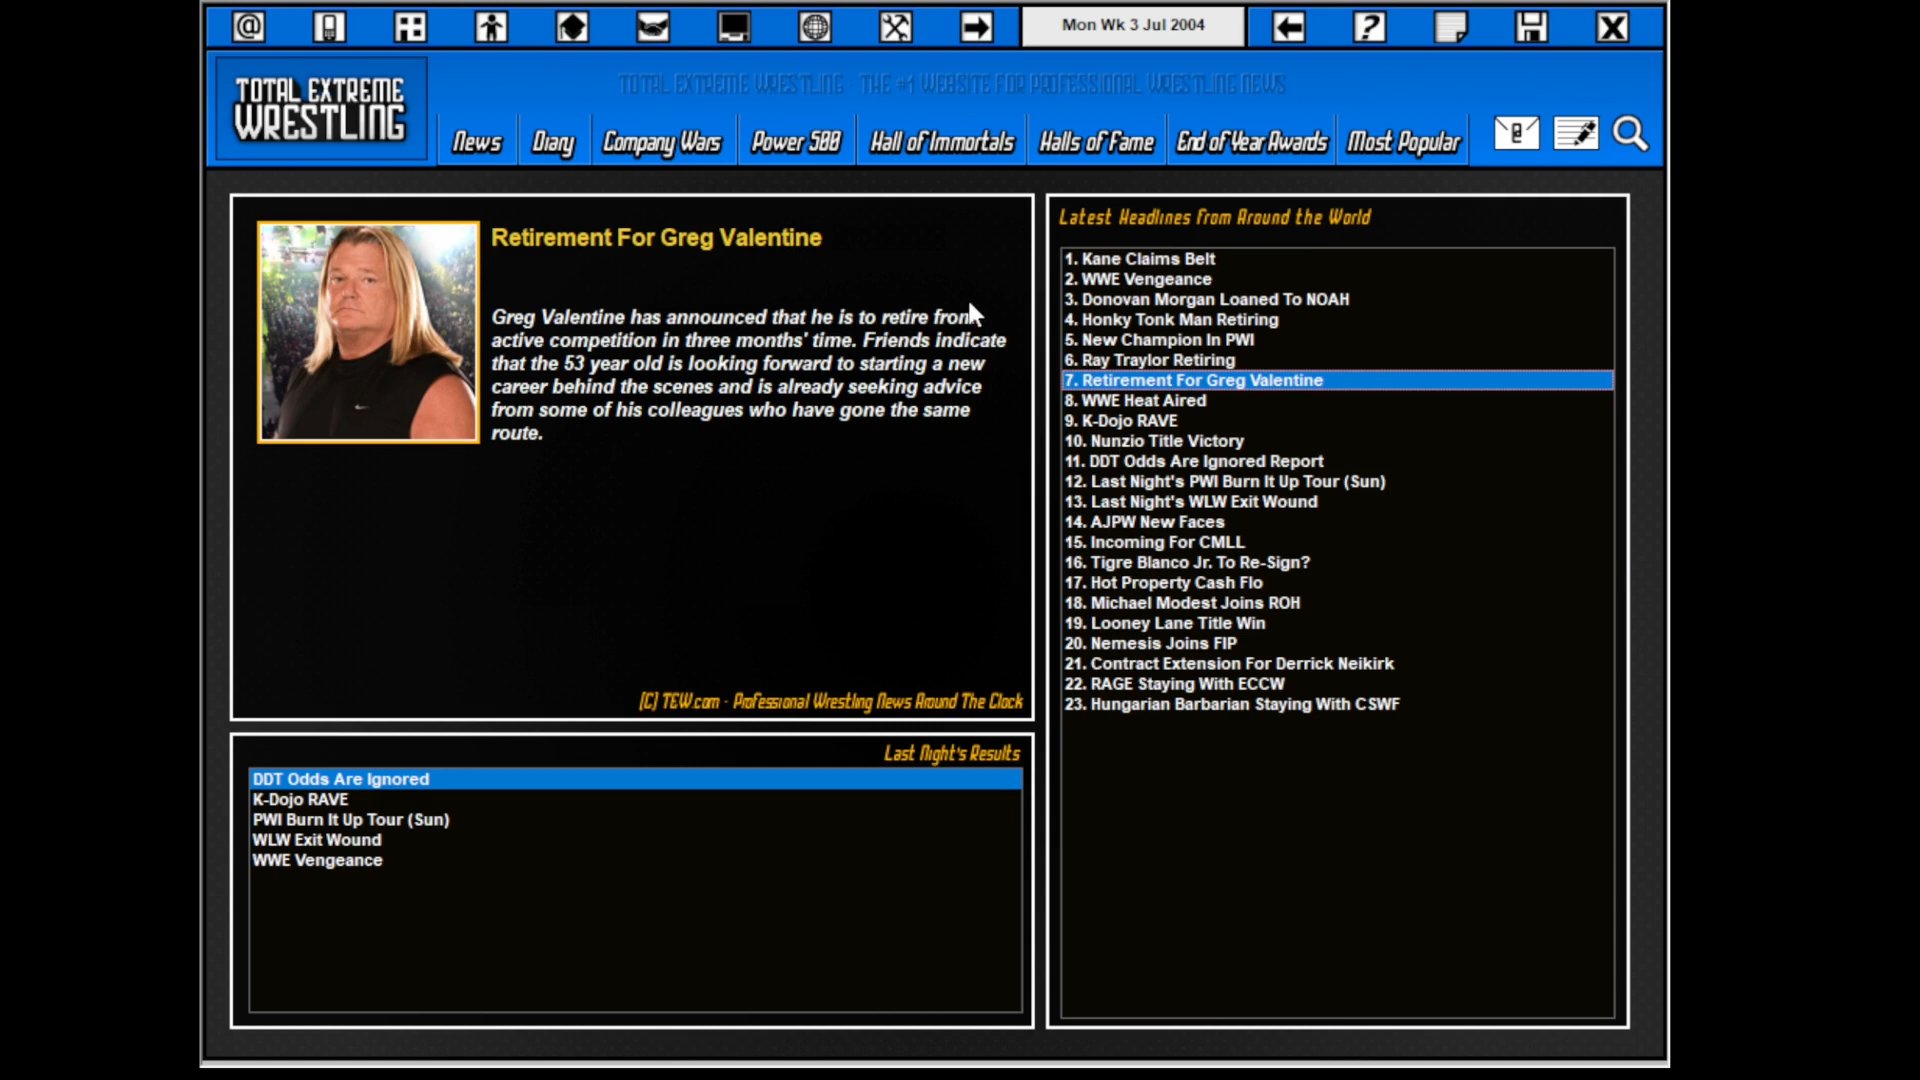 Mon Wk 3 Jul 2004
TOTAL EXTREME
WRESTLING
TOTAL EXTREME WRESTLING - THE #1 WEBSITE FOR PROFESSIONAL WRESTLING NEWS
News
Diary
Company Wars
Power 500
Hall of Immortals
Halls of Fame
End of Year Awards
Most Popular
Retirement For Greg Valentine
Greg Valentine has announced that he is to retire from
active competition in three months' time. Friends indicate
that the 53 year old is looking forward to starting a new
career behind the scenes and is already seeking advice
from some of his colleagues who have gone the same
route.
(C) TEW.com - Professional Wrestling News Around The Clock
Last Night's Results
DDT Odds Are Ignored
K-Dojo RAVE
PWI Burn It Up Tour (Sun)
WLW Exit Wound
WWE Vengeance
Latest Headlines From Around the World
1. Kane Claims Belt
2. WWE Vengeance
3. Donovan Morgan Loaned To NOAH
4. Honky Tonk Man Retiring
5. New Champion In PWI
6. Ray Traylor Retiring
7. Retirement For Greg Valentine
8. WWE Heat Aired
9. K-Dojo RAVE
10. Nunzio Title Victory
11. DDT Odds Are Ignored Report
12. Last Night's PWI Burn It Up Tour (Sun)
13. Last Night's WLW Exit Wound
14. AJPW New Faces
15. Incoming For CMLL
16. Tigre Blanco Jr. To Re-Sign?
17. Hot Property Cash Flo
18. Michael Modest Joins ROH
19. Looney Lane Title Win
20. Nemesis Joins FIP
21. Contract Extension For Derrick Neikirk
22. RAGE Staying With ECCW
23. Hungarian Barbarian Staying With CSWF